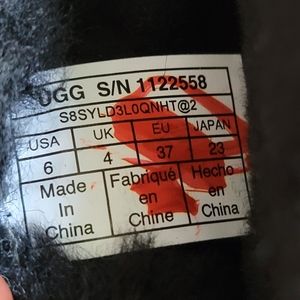 UGG S/N 1122558
S8SYLD3L0QNHT@2
USA UK EU JAPAN
6 4 37 23
Made In China
Fabriqué en Chine
Hecho en China